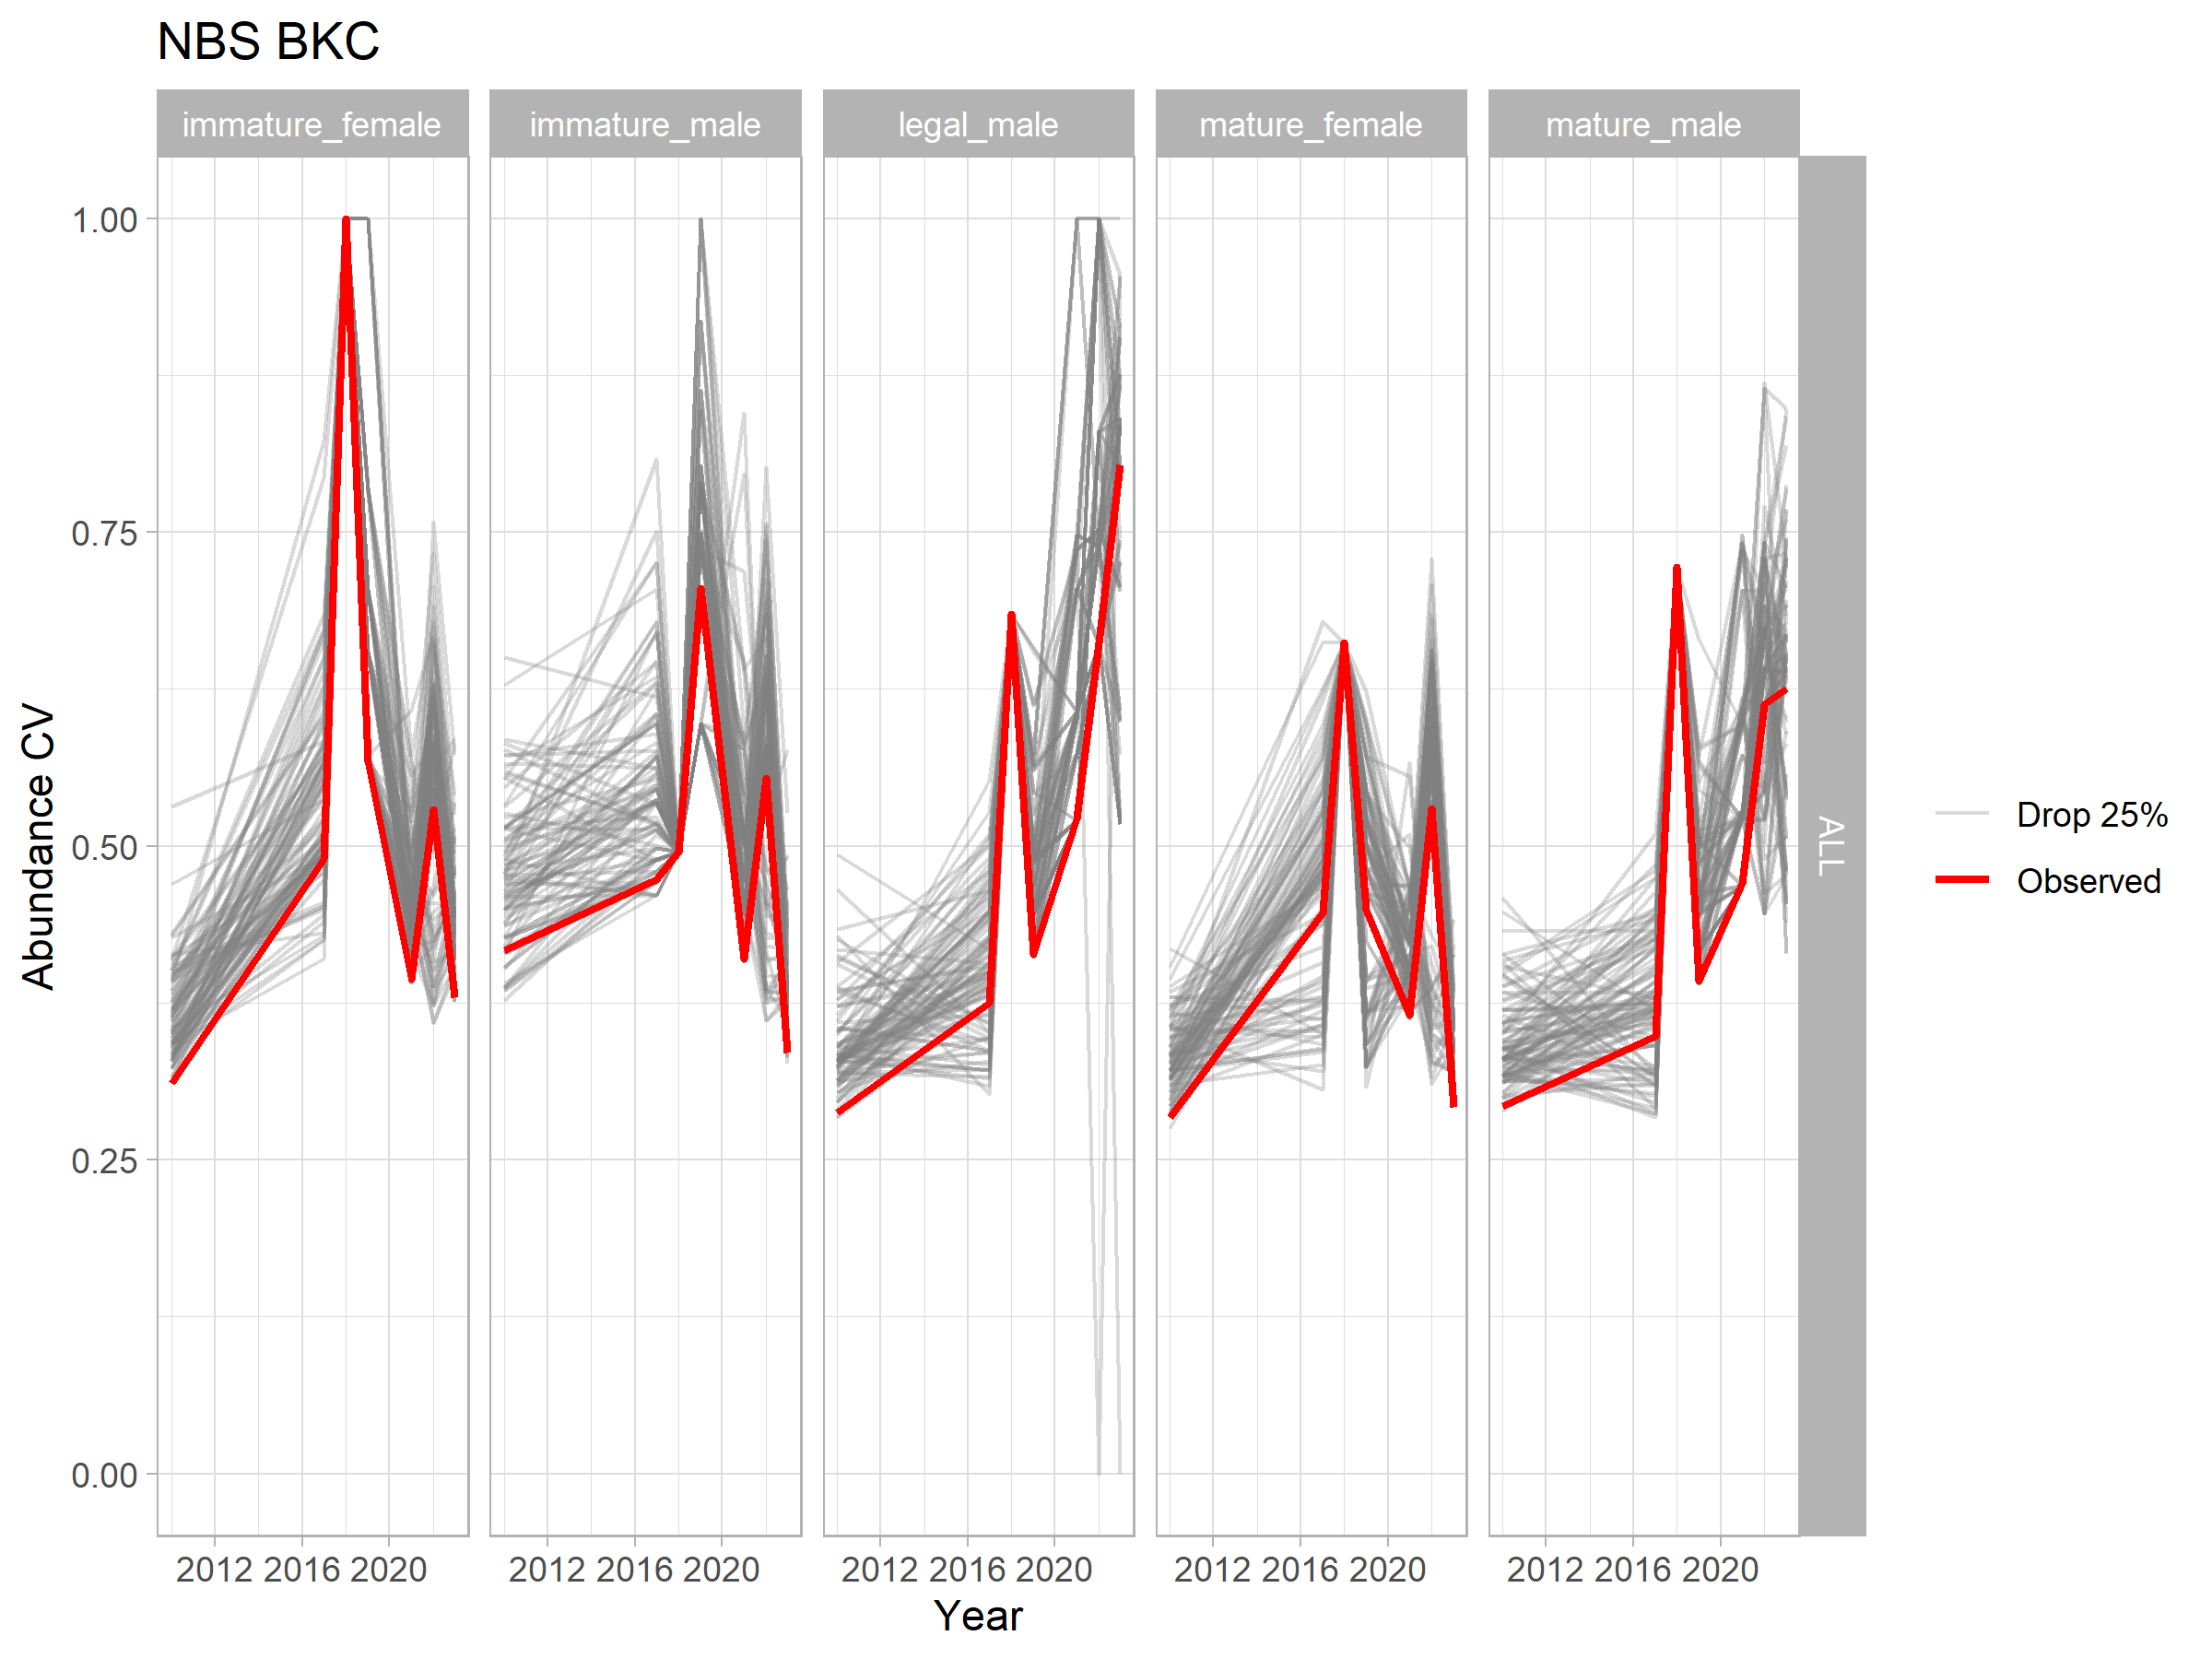 NBS BKC
immature_female immature_male legal_male mature_female mature_male
1.00
0.75
0.50
0.25
0.00
Abundance CV
ALL
Drop 25%
Observed
2012 2016 2020 2012 2016 2020 2012 2016 2020 2012 2016 2020 2012 2016 2020
Year